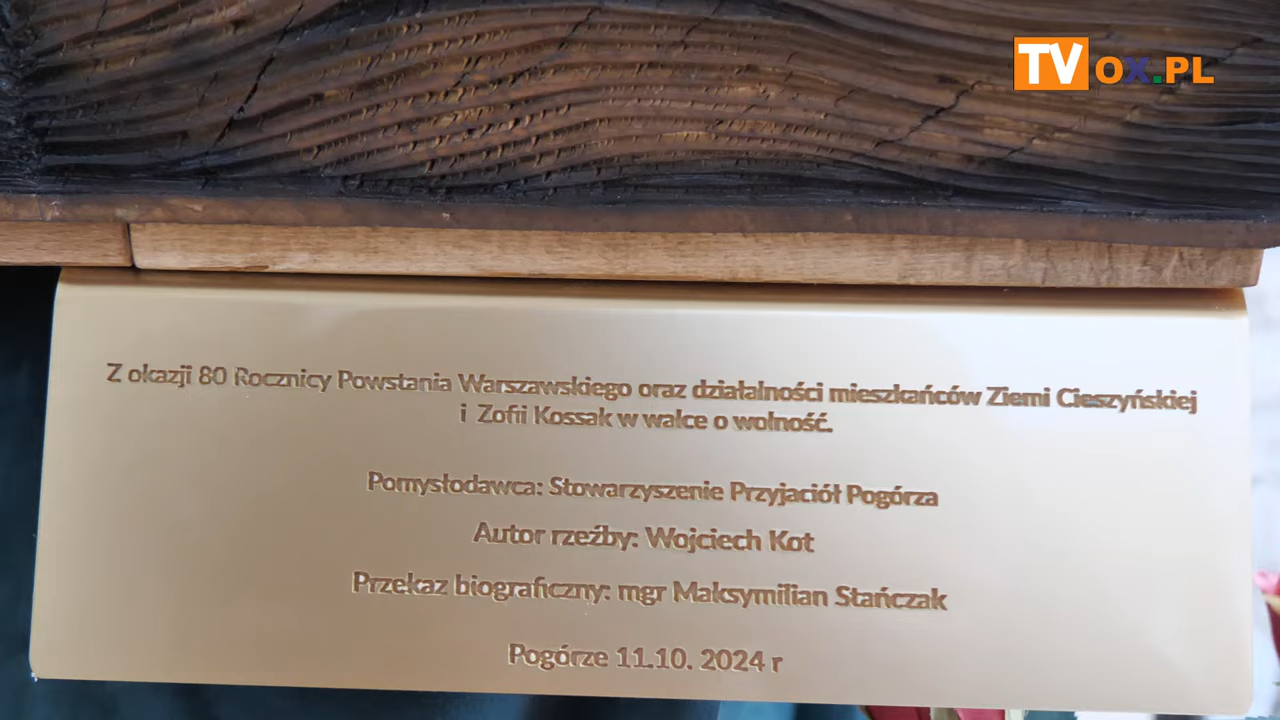 TVOX.PL
Z okazji 80 Rocznicy Powstania Warszawskiego oraz działalności mieszkańców Ziemi Cieszyńskiej
i Zofii Kossak w walce o wolność.
Pomysłodawca: Stowarzyszenie Przyjaciół Pogórza
Autor rzeźby: Wojciech Kot
Przekaz biograficzny: mgr Maksymilian Stańczak
Pogórze 11.10. 2024 r